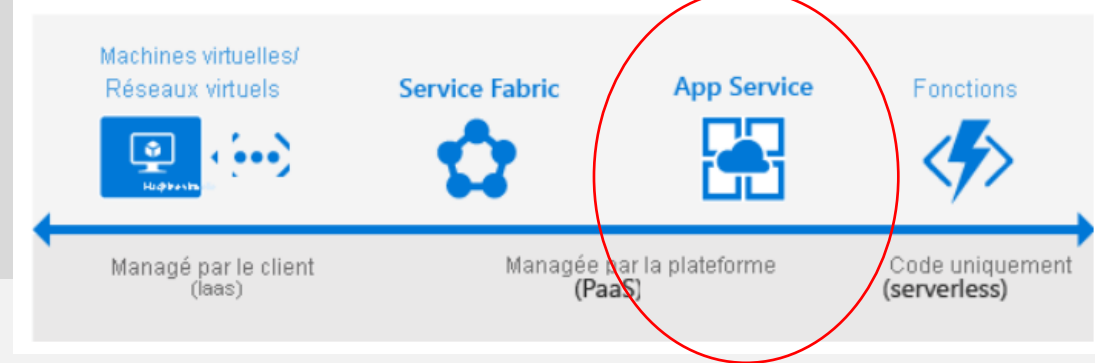 Machines virtuelles/
Réseaux virtuels
Service Fabric
App Service
Fonctions
Managé par le client
(Iaas)
Managée par la plateforme
(PaaS)
Code uniquement
(serverless)